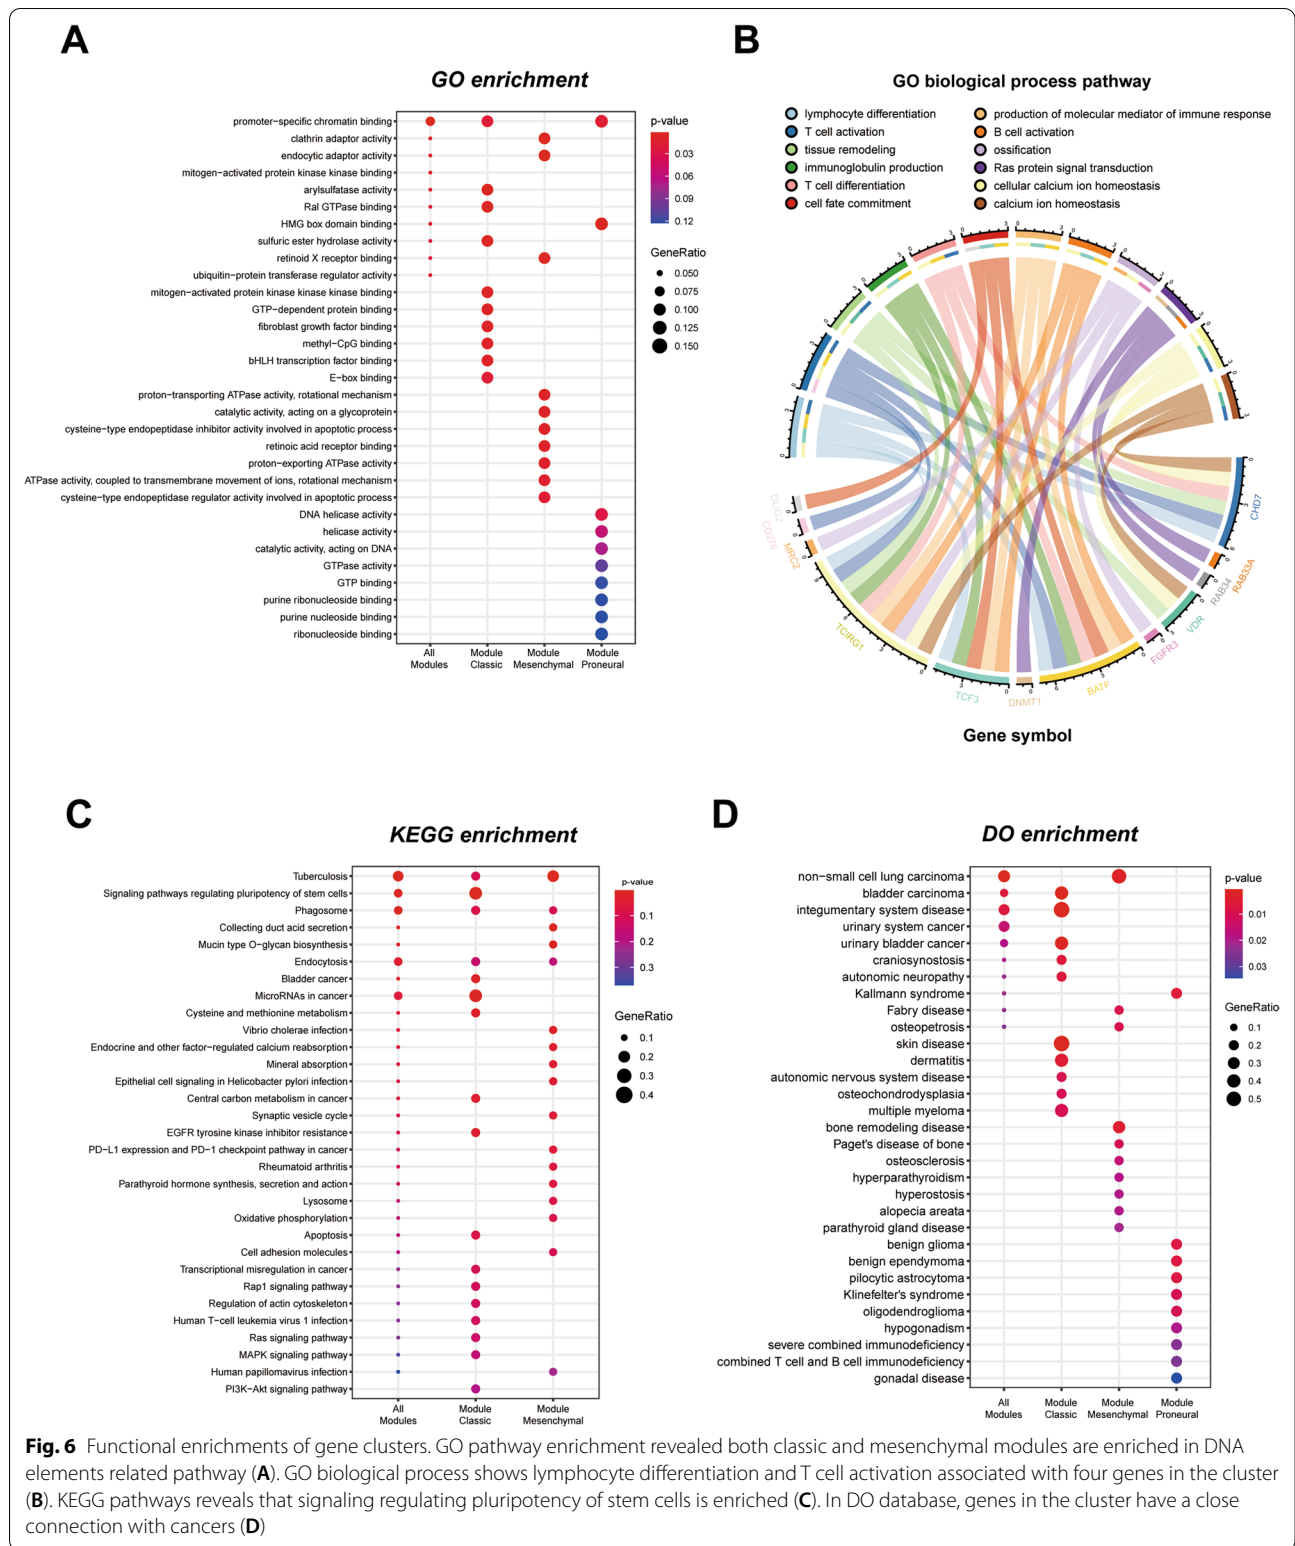 A
GO enrichment
promoter−specific chromatin binding
clathrin adaptor activity
endocytic adaptor activity
mitogen−activated protein kinase kinase binding
arylsulfatase activity
Ral GTPase binding
HMG box domain binding
sulfuric ester hydrolase activity
retinoid X receptor binding
ubiquitin−protein transferase regulator activity
mitogen−activated protein kinase kinase kinase binding
GTP−dependent protein binding
fibroblast growth factor binding
methyl−CpG binding
bHLH transcription factor binding
E−box binding
proton−transporting ATPase activity, rotational mechanism
catalytic activity, acting on a glycoprotein
cysteine−type endopeptidase inhibitor activity involved in apoptotic process
retinoic acid receptor binding
proton−exporting ATPase activity
ATPase activity, coupled to transmembrane movement of ions, rotational mechanism
cysteine−type endopeptidase regulator activity involved in apoptotic process
DNA helicase activity
helicase activity
catalytic activity, acting on DNA
GTPase activity
GTP binding
purine ribonucleoside binding
purine nucleoside binding
ribonucleoside binding
All Modules
Module Classic
Module Mesenchymal
Module Proneural
p-value
0.03
0.06
0.09
0.12
GeneRatio
0.050
0.075
0.100
0.125
0.150
B
GO biological process pathway
lymphocyte differentiation
T cell activation
tissue remodeling
immunoglobulin production
T cell differentiation
cell fate commitment
production of molecular mediator of immune response
B cell activation
ossification
Ras protein signal transduction
cellular calcium ion homeostasis
calcium ion homeostasis
CHD7
RAB33A
RAB34
VDR
FGFR3
BATF
DNMT1
TCF3
TCIRG1
MRC2
CD276
OLIG2
Gene symbol
C
KEGG enrichment
Tuberculosis
Signaling pathways regulating pluripotency of stem cells
Phagosome
Collecting duct acid secretion
Mucin type O−glycan biosynthesis
Endocytosis
Bladder cancer
MicroRNAs in cancer
Cysteine and methionine metabolism
Vibrio cholerae infection
Endocrine and other factor−regulated calcium reabsorption
Mineral absorption
Epithelial cell signaling in Helicobacter pylori infection
Central carbon metabolism in cancer
Synaptic vesicle cycle
EGFR tyrosine kinase inhibitor resistance
PD−L1 expression and PD−1 checkpoint pathway in cancer
Rheumatoid arthritis
Parathyroid hormone synthesis, secretion and action
Lysosome
Oxidative phosphorylation
Apoptosis
Cell adhesion molecules
Transcriptional misregulation in cancer
Rap1 signaling pathway
Regulation of actin cytoskeleton
Human T−cell leukemia virus 1 infection
Ras signaling pathway
MAPK signaling pathway
Human papillomavirus infection
PI3K−Akt signaling pathway
All Modules
Module Classic
Module Mesenchymal
p-value
0.1
0.2
0.3
GeneRatio
0.1
0.2
0.3
0.4
D
DO enrichment
non−small cell lung carcinoma
bladder carcinoma
integumentary system disease
urinary system cancer
urinary bladder cancer
craniosynostosis
autonomic neuropathy
Kallmann syndrome
Fabry disease
osteopetrosis
skin disease
dermatitis
autonomic nervous system disease
osteochondrodysplasia
multiple myeloma
bone remodeling disease
Paget's disease of bone
osteosclerosis
hyperparathyroidism
hyperostosis
alopecia areata
parathyroid gland disease
benign glioma
benign ependymoma
pilocytic astrocytoma
Klinefelter's syndrome
oligodendroglioma
hypogonadism
severe combined immunodeficiency
combined T cell and B cell immunodeficiency
gonadal disease
All Modules
Module Classic
Module Mesenchymal
Module Proneural
p-value
0.01
0.02
0.03
GeneRatio
0.1
0.2
0.3
0.4
0.5
Fig. 6 Functional enrichments of gene clusters. GO pathway enrichment revealed both classic and mesenchymal modules are enriched in DNA
elements related pathway (A). GO biological process shows lymphocyte differentiation and T cell activation associated with four genes in the cluster
(B). KEGG pathways reveals that signaling regulating pluripotency of stem cells is enriched (C). In DO database, genes in the cluster have a close
connection with cancers (D)